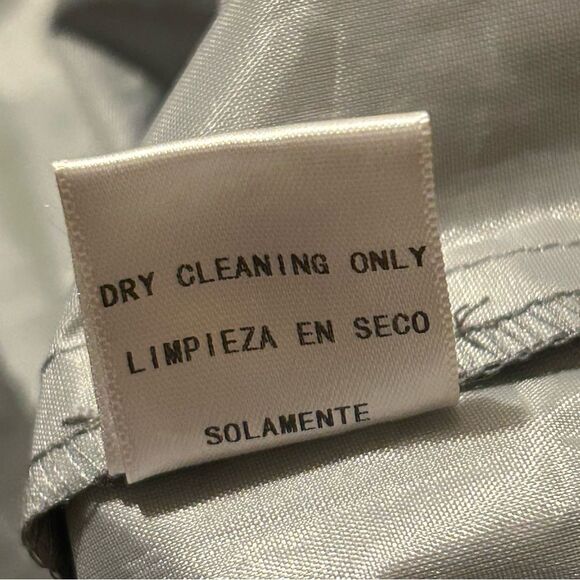 DRY CLEANING ONLY
LIMPIEZA EN SECO
SOLAMENTE